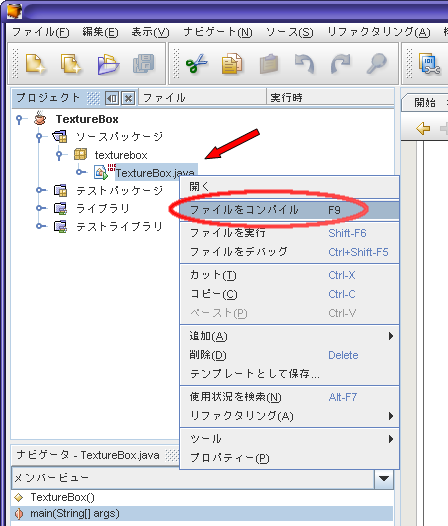 ファイル(F) 編集(E) 表示(V) ナビゲート(N) ソース(S) リファクタリング(A)
プロジェクト ファイル 実行時
開始
TextureBox
ソースパッケージ
texturebox
TextureBox.java
テストパッケージ
ライブラリ
テストライブラリ
開く
ファイルをコンパイル F9
ファイルを実行 Shift-F6
ファイルをデバッグ Ctrl+Shift-F5
カット(T) Ctrl-X
コピー(C) Ctrl-C
ペースト(P) Ctrl-V
追加(A)
削除(D) Delete
テンプレートとして保存...
使用状況を検索(N) Alt-F7
リファクタリング(A)
ツール
プロパティー(P)
ナビゲータ - TextureBox.java
メンバービュー
TextureBox()
main(String[] args)